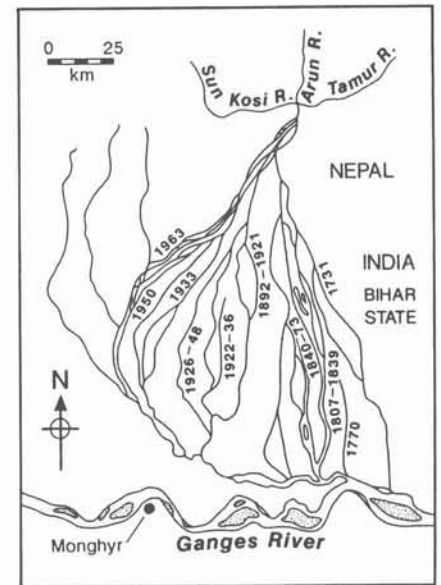 0 25
km
Sun
Kosi R.
Arun R.
Tamur R.
NEPAL
INDIA
BIHAR
STATE
1963
1950
1933
1926-48
1922-36
1892-1921
1840-73
1807-1839
1731
1770
N
Monghyr
Ganges River